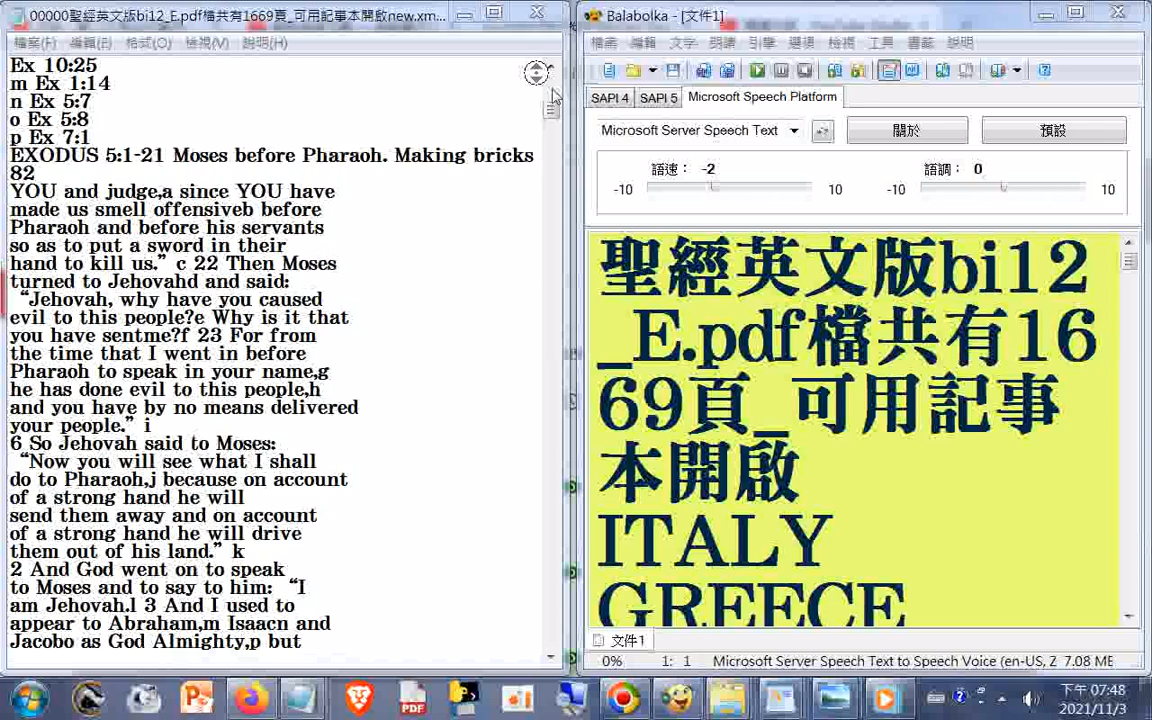 00000聖經英文版bi12_E.pdf檔共有1669頁_可用記事本開啟new.xm...
檔案(F) 編輯(E) 格式(O) 檢視(V) 說明(H)
Ex 10:25
m Ex 1:14
n Ex 5:7
o Ex 5:8
p Ex 7:1
EXODUS 5:1-21 Moses before Pharaoh. Making bricks
82
YOU and judge,a since YOU have
made us smell offensiveb before
Pharaoh and before his servants
so as to put a sword in their
hand to kill us.” c 22 Then Moses
turned to Jehovahd and said:
“Jehovah, why have you caused
evil to this people?e Why is it that
you have sentme?f 23 For from
the time that I went in before
Pharaoh to speak in your name,g
he has done evil to this people,h
and you have by no means delivered
your people.” i
6 So Jehovah said to Moses:
“Now you will see what I shall
do to Pharaoh,j because on account
of a strong hand he will
send them away and on account
of a strong hand he will drive
them out of his land.” k
2 And God went on to speak
to Moses and to say to him: “I
am Jehovah.l 3 And I used to
appear to Abraham,m Isaacn and
Jacobo as God Almighty,p but
Balabolka - [文件1]
檔案 編輯 文字 朗讀 引擎 選項 檢視 工具 書籤 說明
SAPI 4 SAPI 5 Microsoft Speech Platform
Microsoft Server Speech Text 關於 預設
語速： -2 語調： 0
-10 10 -10 10
聖經英文版bi12
_E.pdf檔共有16
69頁_可用記事
本開啟
ITALY
GREECE
文件1
0% 1: 1 Microsoft Server Speech Text to Speech Voice (en-US, Z 7.08 ME
下午 07:48
2021/11/3